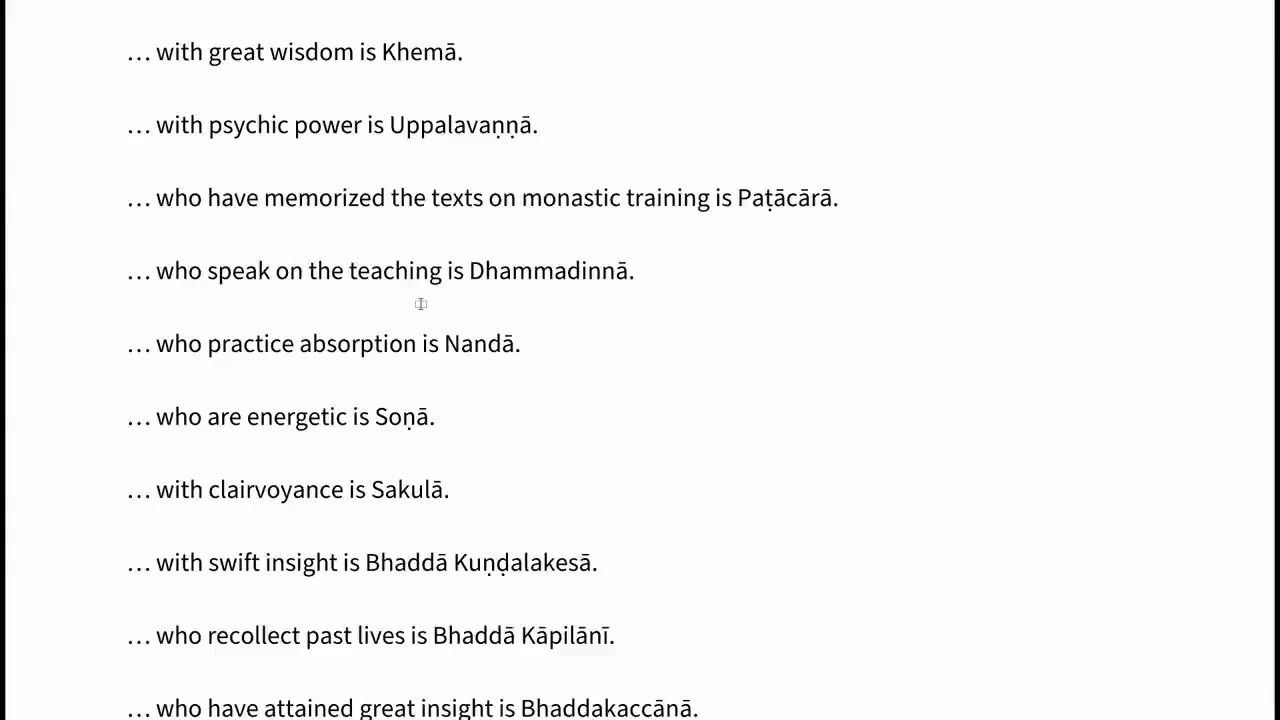 … with great wisdom is Khemā.
… with psychic power is Uppalavaṇṇā.
… who have memorized the texts on monastic training is Paṭācārā.
… who speak on the teaching is Dhammadinnā.
… who practice absorption is Nandā.
… who are energetic is Soṇā.
… with clairvoyance is Sakulā.
… with swift insight is Bhaddā Kuṇḍalakesā.
… who recollect past lives is Bhaddā Kāpilānī.
… who have attained great insight is Bhaddakaccānā.